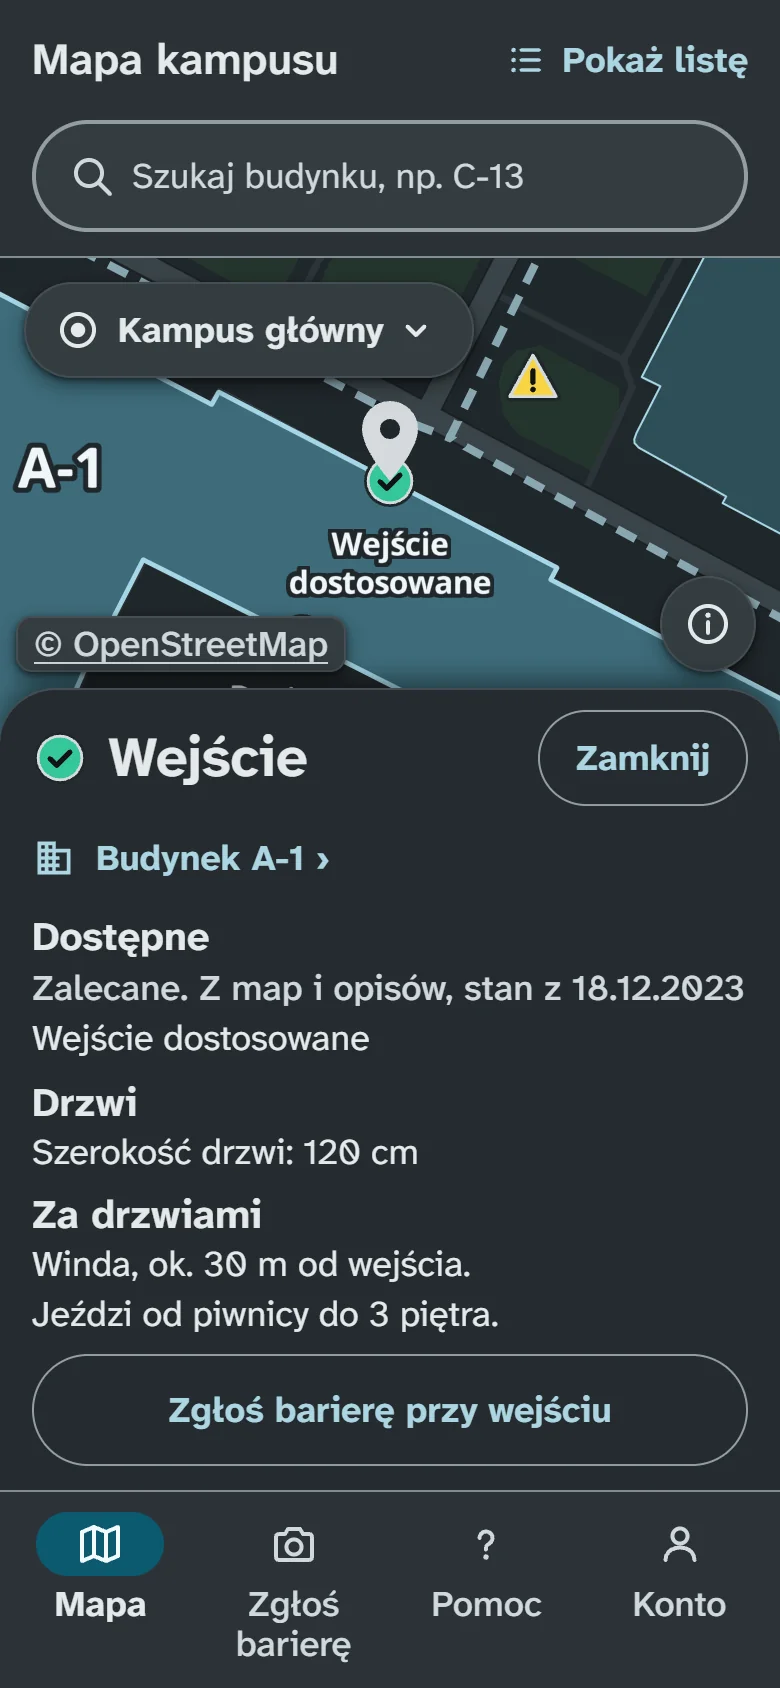 Mapa kampusu
Pokaż listę
Szukaj budynku, np. C-13
Kampus główny
A-1
Wejście
dostosowane
© OpenStreetMap
Wejście
Zamknij
Budynek A-1 ›
Dostępne
Zalecane. Z map i opisów, stan z 18.12.2023
Wejście dostosowane
Drzwi
Szerokość drzwi: 120 cm
Za drzwiami
Winda, ok. 30 m od wejścia.
Jeździ od piwnicy do 3 piętra.
Zgłoś barierę przy wejściu
Mapa
Zgłoś
barierę
Pomoc
Konto